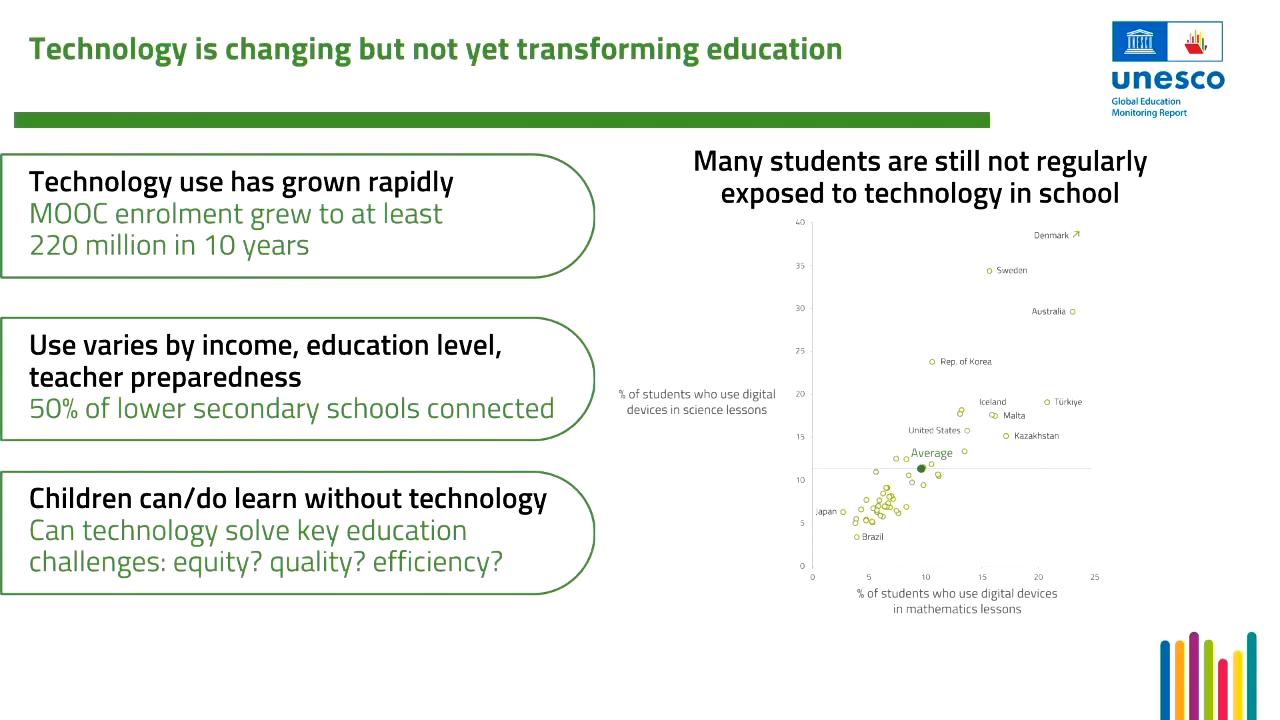 Technology is changing but not yet transforming education
unesco
Global Education
Monitoring Report
Technology use has grown rapidly
MOOC enrolment grew to at least
220 million in 10 years
Use varies by income, education level,
teacher preparedness
50% of lower secondary schools connected
Children can/do learn without technology
Can technology solve key education
challenges: equity? quality? efficiency?
Many students are still not regularly
exposed to technology in school
% of students who use digital
devices in science lessons
40
35
30
25
20
15
10
5
0
Denmark
Sweden
Australia
Rep. of Korea
Iceland
Türkiye
Malta
United States
Kazakhstan
Average
Japan
Brazil
0
5
10
15
20
25
% of students who use digital devices
in mathematics lessons